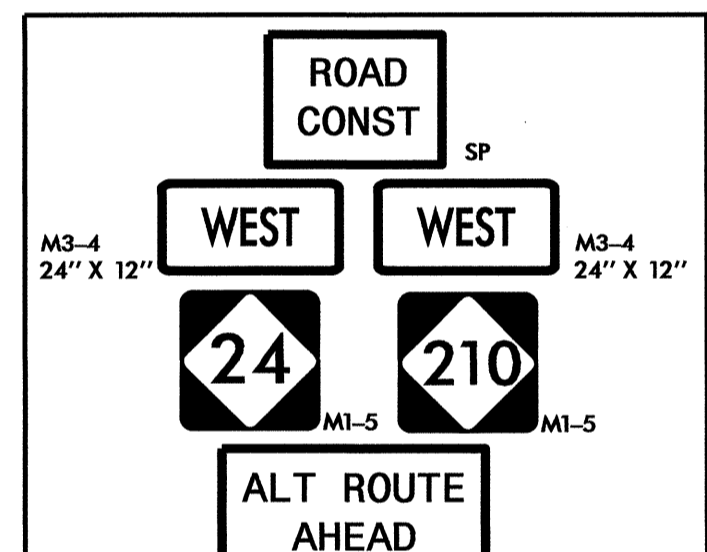 ROAD
CONST
SP
WEST WEST
M3-4 M3-4
24" X 12" 24" X 12"
24 210
M1-5 M1-5
ALT ROUTE
AHEAD